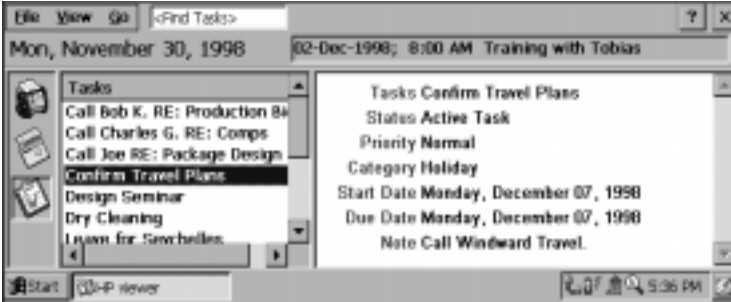 File View Go <Find Tasks> ? ×
Mon, November 30, 1998 02-Dec-1998; 8:00 AM Training with Tobias
Tasks
Call Bob K. RE: Production
Call Charles G. RE: Comps
Call Joe RE: Package Design
Confirm Travel Plans
Design Seminar
Dry Cleaning
Leave for Seychelles
Tasks Confirm Travel Plans
Status Active Task
Priority Normal
Category Holiday
Start Date Monday, December 07, 1998
Due Date Monday, December 07, 1998
Note Call Windward Travel.
Start HP viewer 5:36 PM